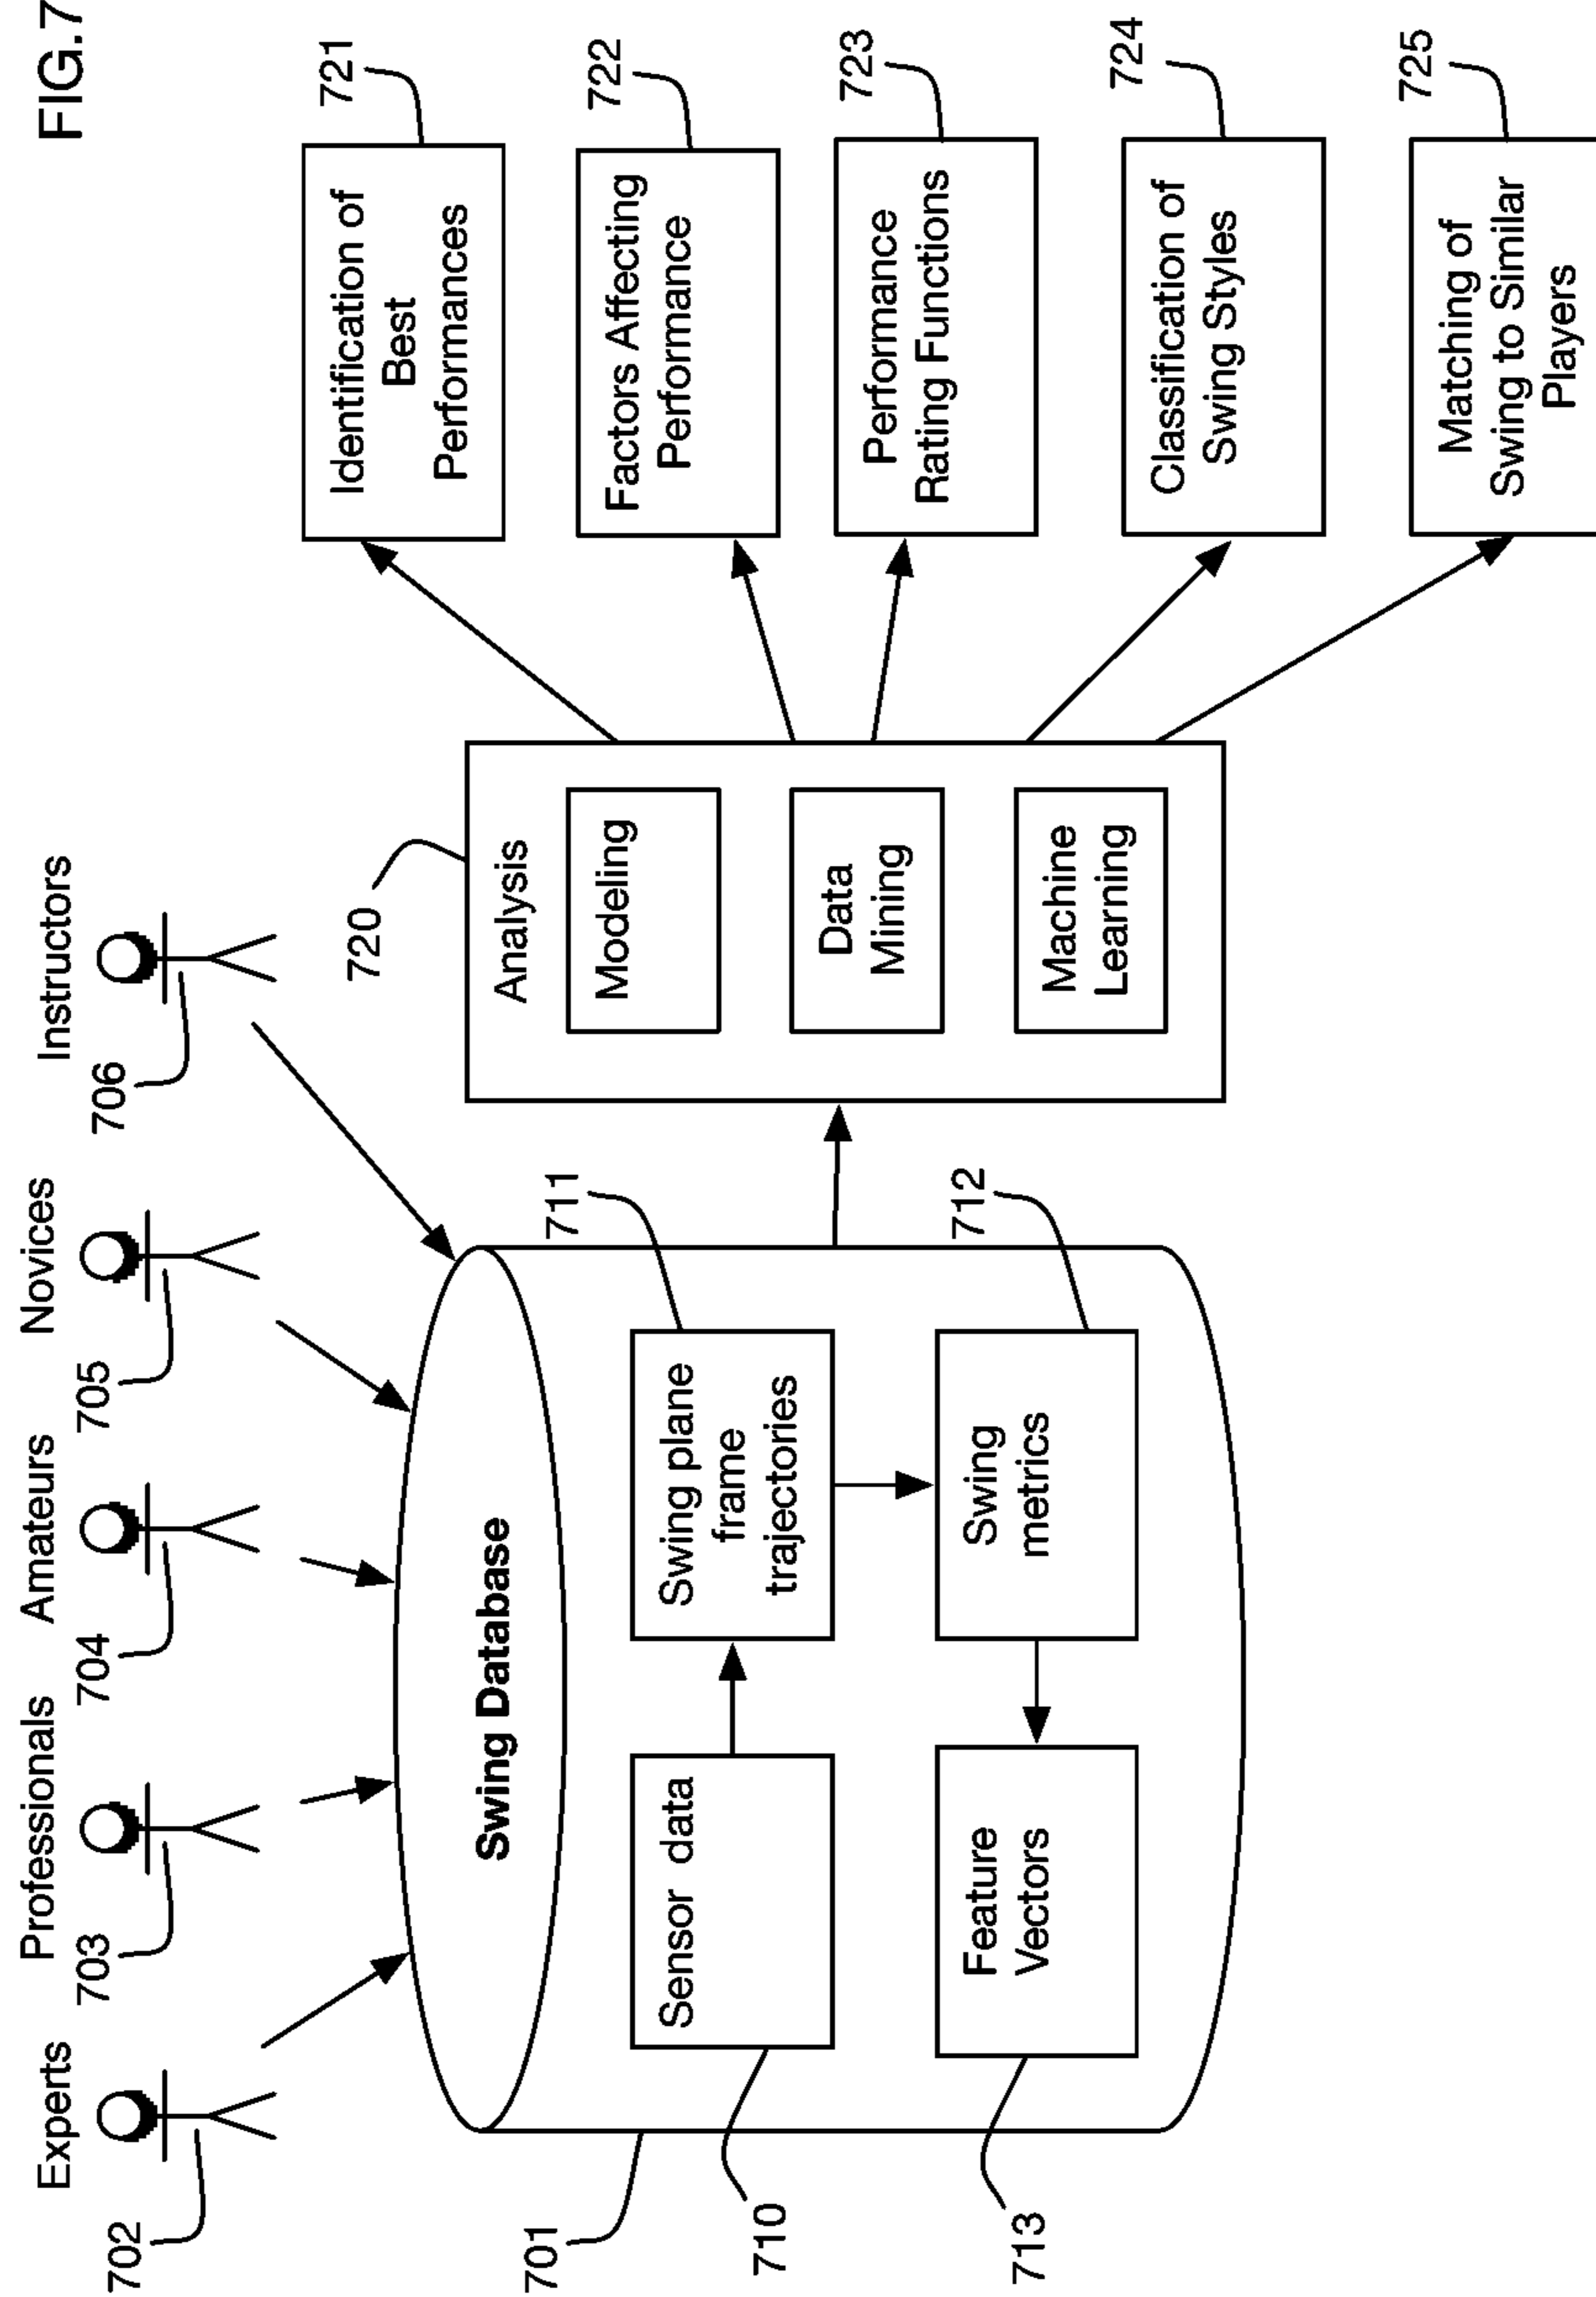 FIG.7
Experts
Professionals
Amateurs
Novices
Instructors
702
703
704
705
706
701
Swing Database
710
Sensor data
711
Swing plane
frame
trajectories
712
Swing
metrics
713
Feature
Vectors
720
Analysis
Modeling
Data
Mining
Machine
Learning
721
Identification of
Best
Performances
722
Factors Affecting
Performance
723
Performance
Rating Functions
724
Classification of
Swing Styles
725
Matching of
Swing to Similar
Players